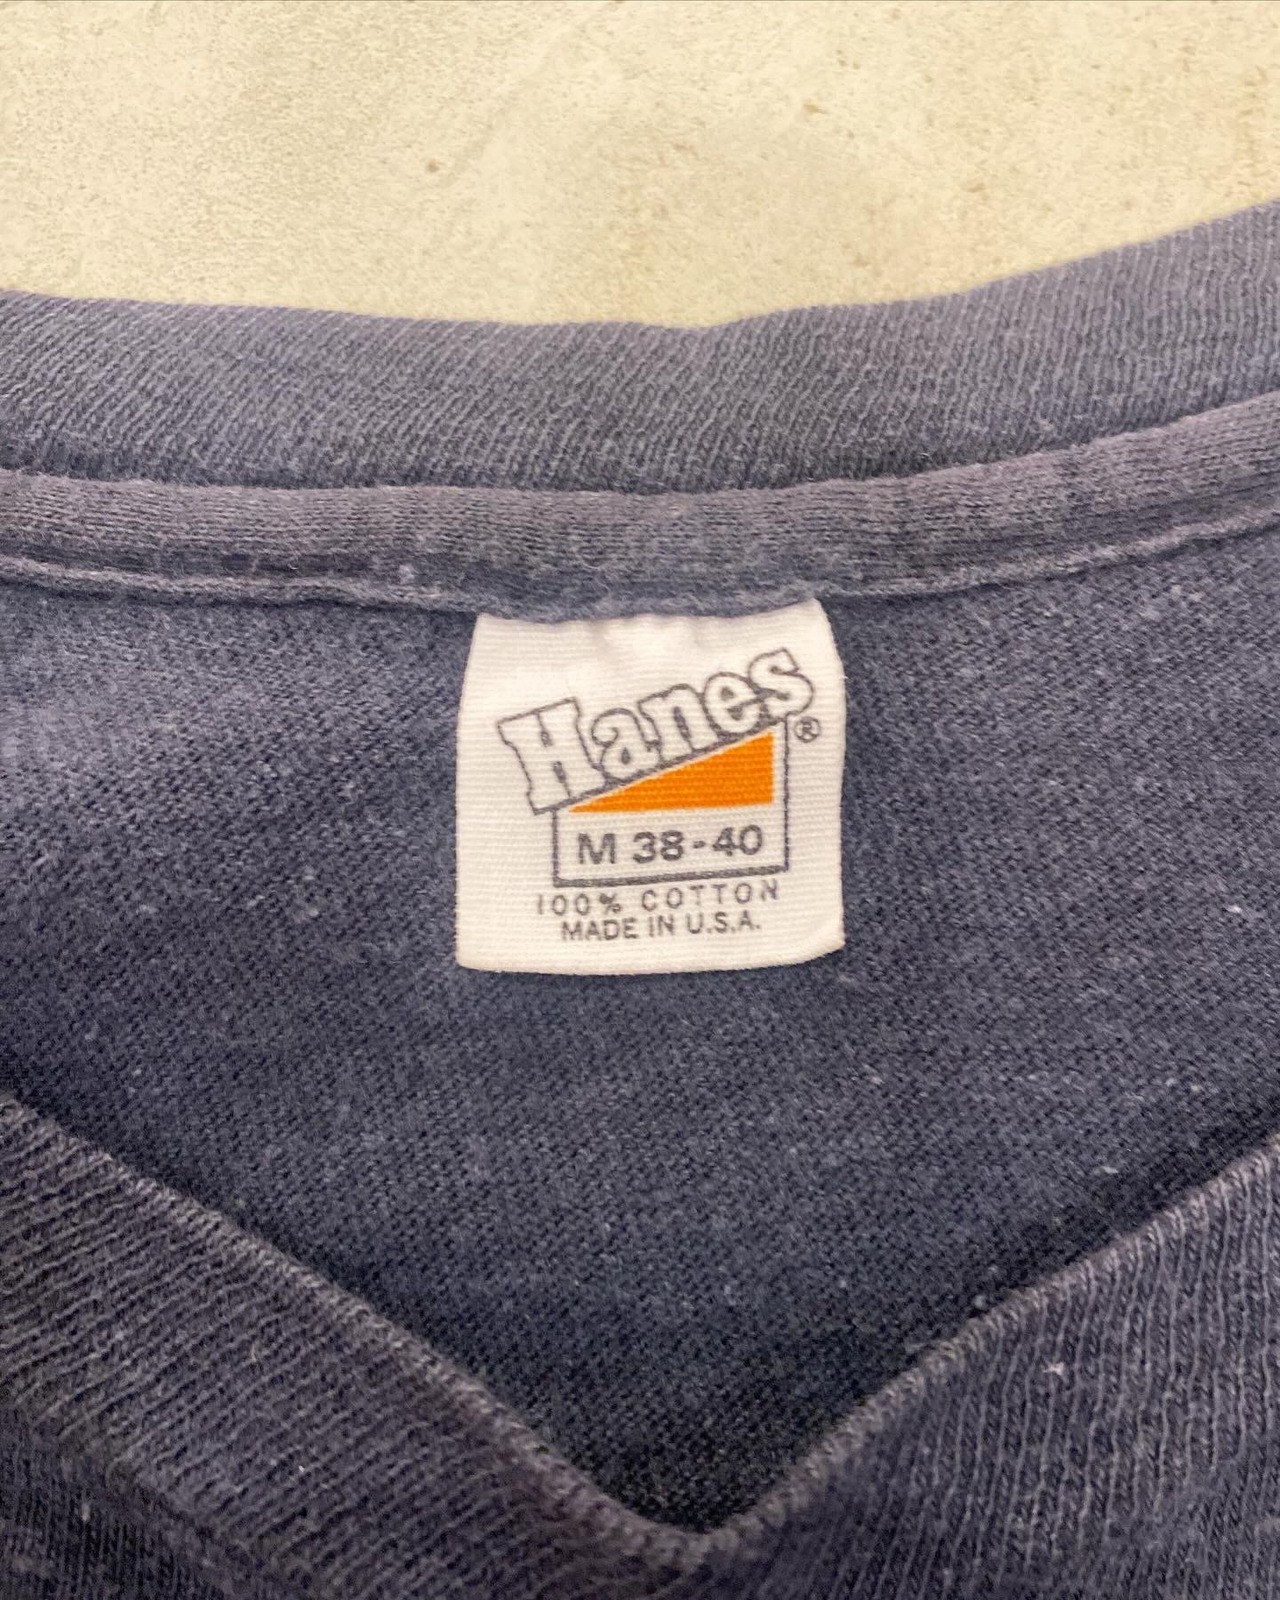 Hanes®
M 38-40
100% COTTON
MADE IN U.S.A.